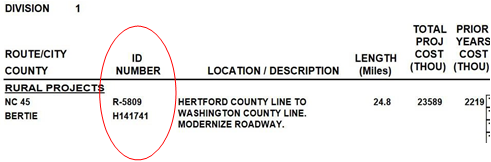 DIVISION 1
TOTAL PRIOR
PROJ YEARS
ROUTE/CITY ID LENGTH COST COST
COUNTY NUMBER LOCATION / DESCRIPTION (Miles) (THOU) (THOU)
RURAL PROJECTS
NC 45 R-5809 HERTFORD COUNTY LINE TO 24.8 23589 2219
BERTIE H141741 WASHINGTON COUNTY LINE.
MODERNIZE ROADWAY.